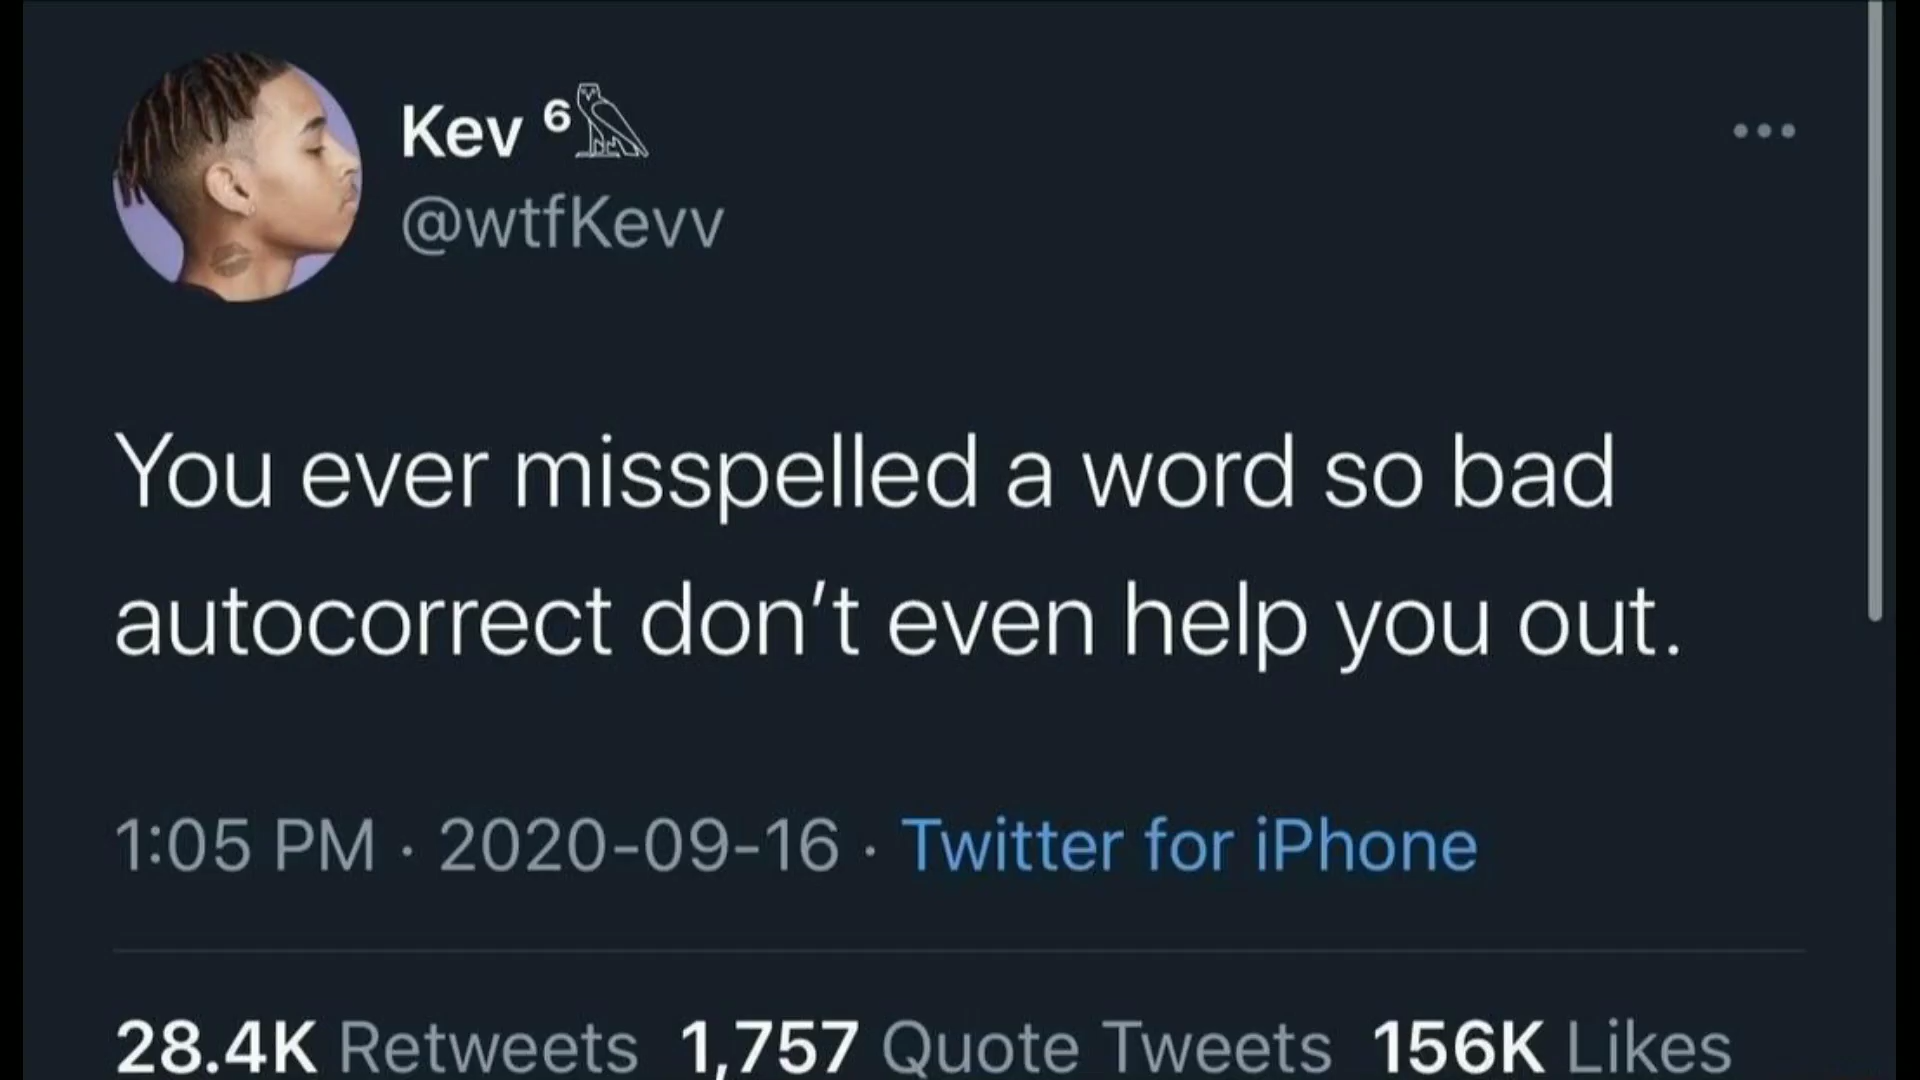 Kev ⁶𓅓
@wtfKevv
You ever misspelled a word so bad
autocorrect don’t even help you out.
1:05 PM · 2020-09-16 · Twitter for iPhone
28.4K Retweets 1,757 Quote Tweets 156K Likes